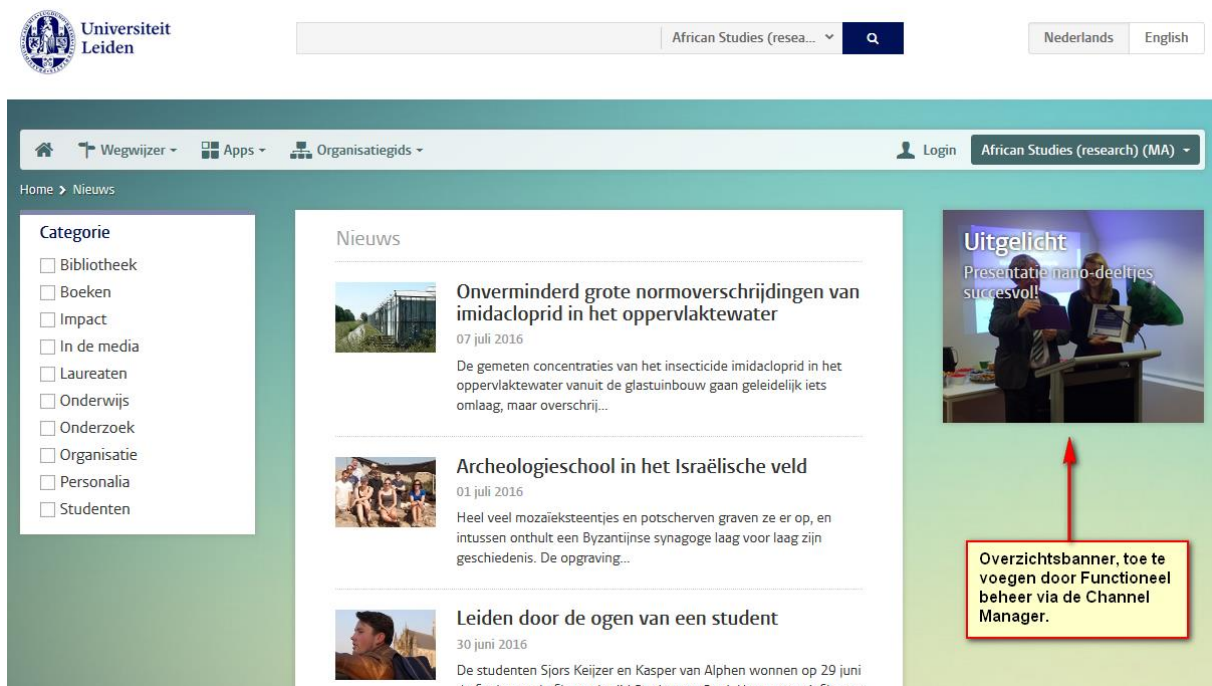 Universiteit
Leiden
African Studies (resea...
Nederlands
English
Wegwijzer
Apps
Organisatiegids
Login
African Studies (research) (MA)
Home > Nieuws
Categorie
Bibliotheek
Boeken
Impact
In de media
Laureaten
Onderwijs
Onderzoek
Organisatie
Personalia
Studenten
Nieuws
Onverminderd grote normoverschrijdingen van
imidacloprid in het oppervlaktewater
07 juli 2016
De gemeten concentraties van het insecticide imidacloprid in het
oppervlaktewater vanuit de glastuinbouw gaan geleidelijk iets
omlaag, maar overschrij...
Archeologieschool in het Israëlische veld
01 juli 2016
Heel veel mozaïeksteentjes en potscherven graven ze er op, en
intussen onthult een Byzantijnse synagoge laag voor laag zijn
geschiedenis. De opgraving...
Leiden door de ogen van een student
30 juni 2016
De studenten Sjors Keijzer en Kasper van Alphen wonnen op 29 juni
Uitgelicht
Presentatie nano-deeltjes
succesvol!
Overzichtsbanner, toe te
voegen door Functioneel
beheer via de Channel
Manager.